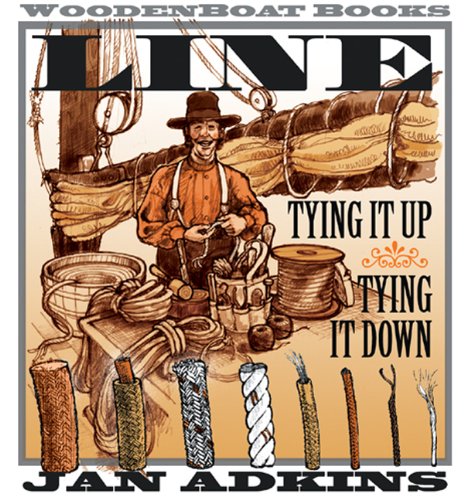 WOODENBOAT BOOKS
LINE
TYING IT UP
TYING
IT DOWN
JAN ADKINS